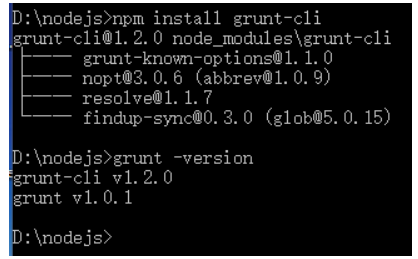 D:\nodejs>npm install grunt-cli
grunt-cli@1.2.0 node_modules\grunt-cli
├── grunt-known-options@1.1.0
├── nopt@3.0.6 (abbrev@1.0.9)
├── resolve@1.1.7
└── findup-sync@0.3.0 (glob@5.0.15)
D:\nodejs>grunt -version
grunt-cli v1.2.0
grunt v1.0.1
D:\nodejs>